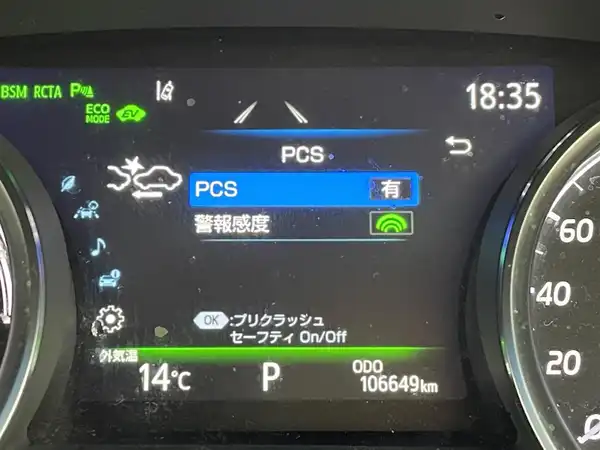 BSM RCTA P
18:35
ECO
MODE EV
PCS
PCS 有
警報感度
OK :プリクラッシュ
セーフティ On/Off
外気温
14℃ P ODO
106649km
60
40
20